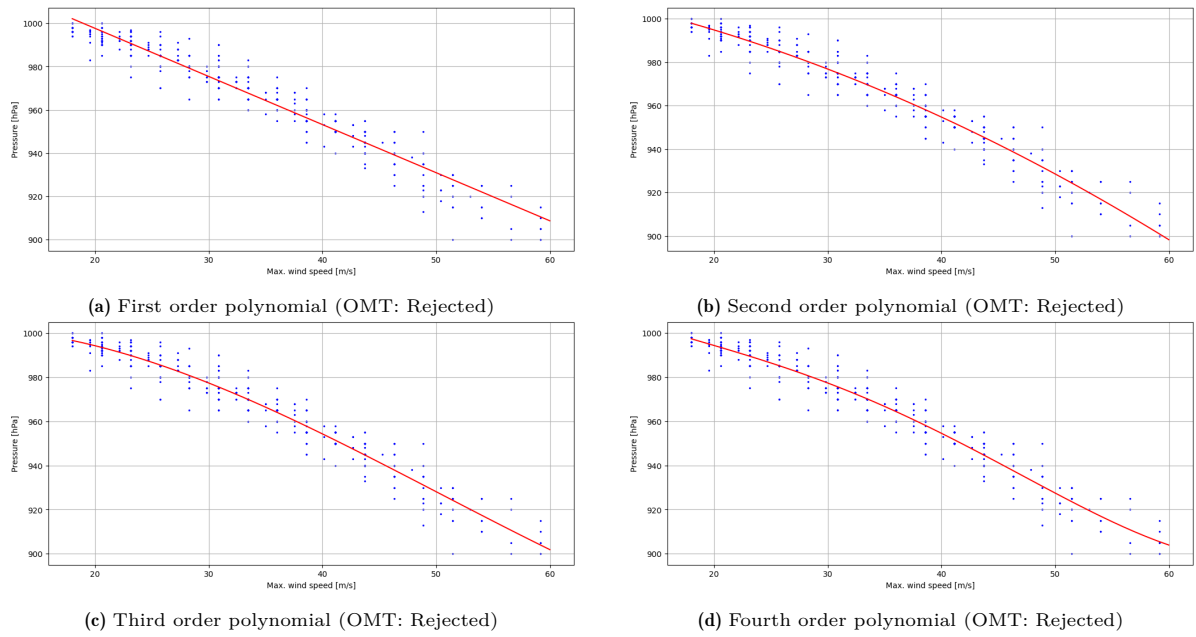 1000
980
960
940
920
900
Pressure [hPa]
20 30 40 50 60
Max. wind speed [m/s]
(a) First order polynomial (OMT: Rejected)
1000
980
960
940
920
900
Pressure [hPa]
20 30 40 50 60
Max. wind speed [m/s]
(b) Second order polynomial (OMT: Rejected)
1000
980
960
940
920
900
Pressure [hPa]
20 30 40 50 60
Max. wind speed [m/s]
(c) Third order polynomial (OMT: Rejected)
1000
980
960
940
920
900
Pressure [hPa]
20 30 40 50 60
Max. wind speed [m/s]
(d) Fourth order polynomial (OMT: Rejected)